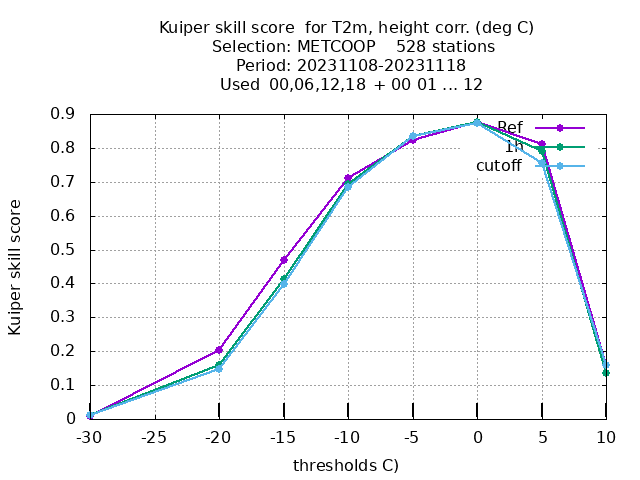 Kuiper skill score  for T2m, height corr. (deg C)
Selection: METCOOP    528 stations
Period: 20231108-20231118
Used  00,06,12,18  + 00 01 ... 12
Kuiper skill score
0.9
0.8
0.7
0.6
0.5
0.4
0.3
0.2
0.1
0
Ref
1h
cutoff
-30 -25 -20 -15 -10 -5 0 5 10
thresholds C)